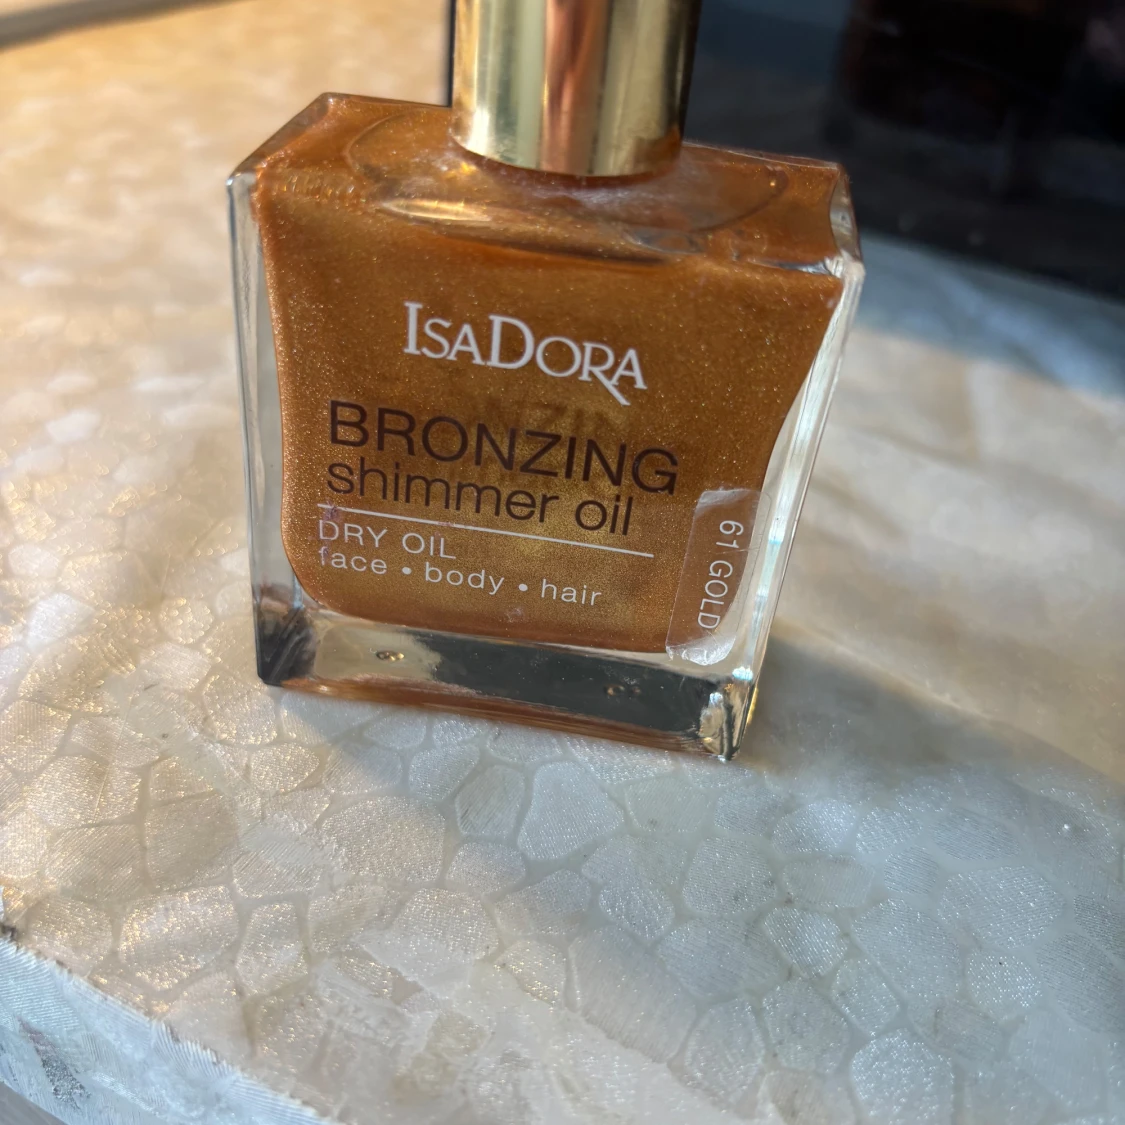 ISADORA
BRONZING
shimmer oil
DRY OIL
face • body • hair
61 GOLD